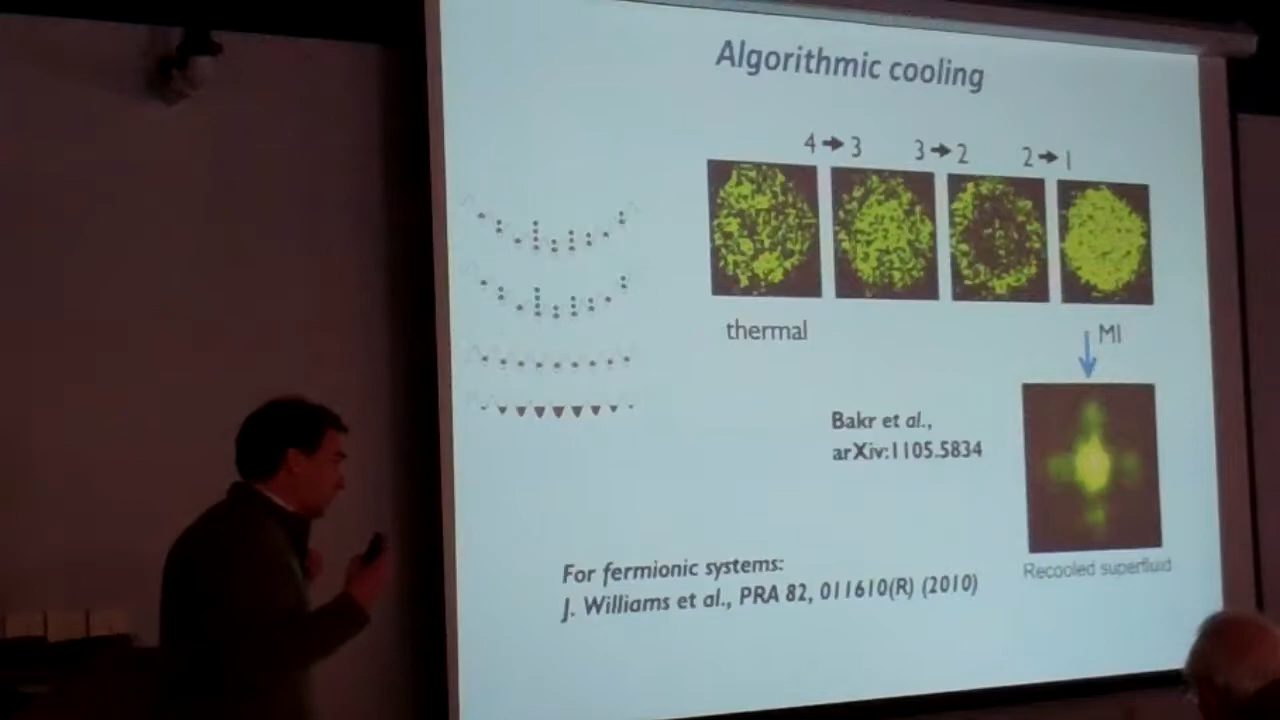 Algorithmic cooling
4➔3 3➔2 2➔1
thermal
MI
Bakr et al.,
arXiv:1105.5834
Recooled superfluid
For fermionic systems:
J. Williams et al., PRA 82, 011610(R) (2010)